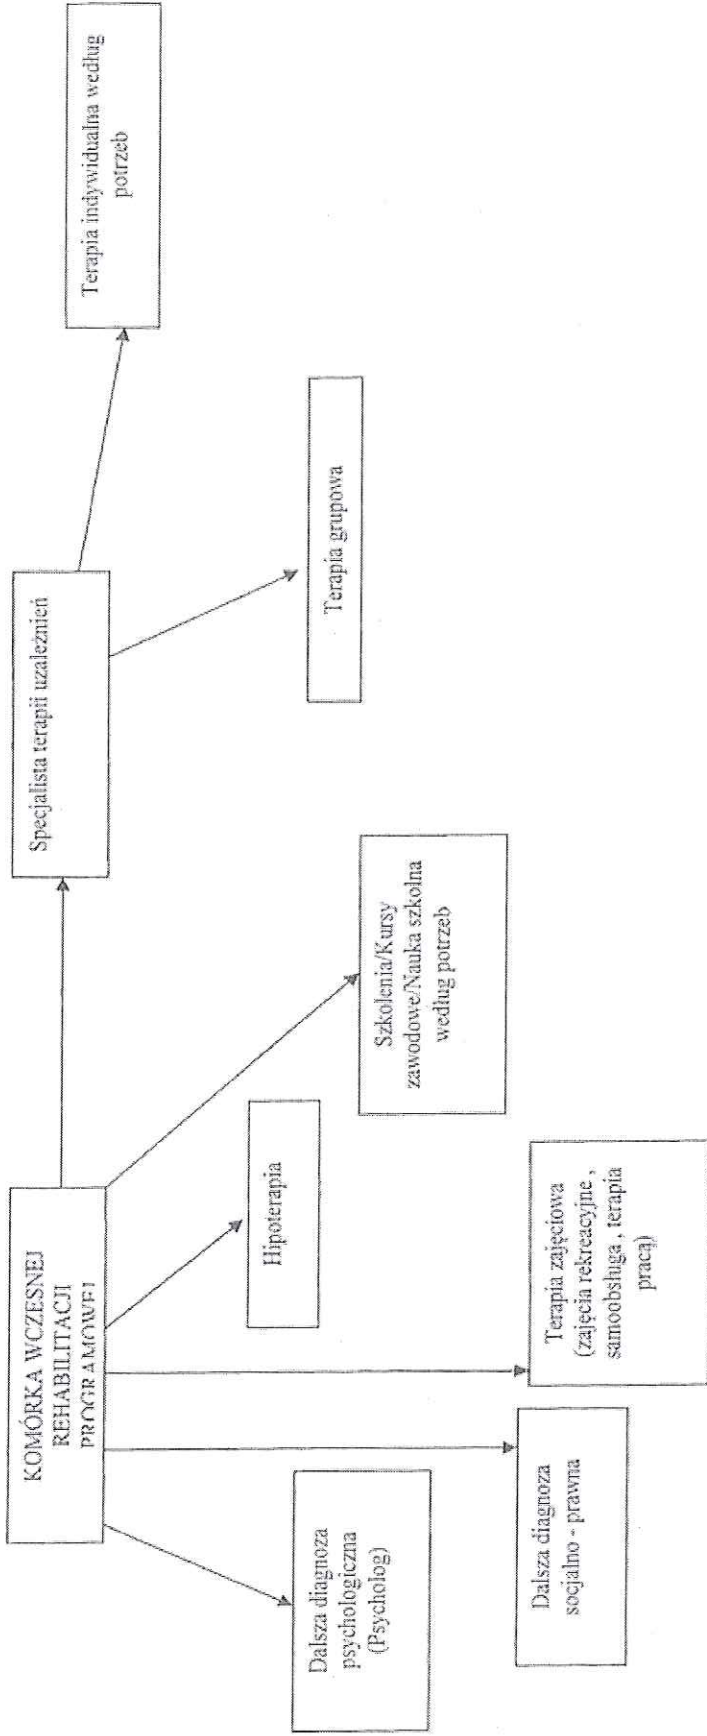 KOMÓRKA WCZESNEJ
REHABILITACJI
PROGRAMOWEJ
Specjalista terapii uzależnień
Terapia indywidualna według
potrzeb
Terapia grupowa
Szkolenia/Kursy
zawodowe/Nauka szkolna
według potrzeb
Hipoterapia
Terapia zajęciowa
(zajęcia rekreacyjne ,
samoobsługa , terapia
pracą)
Dalsza diagnoza
socjalno - prawna
Dalsza diagnoza
psychologiczna
(Psycholog)